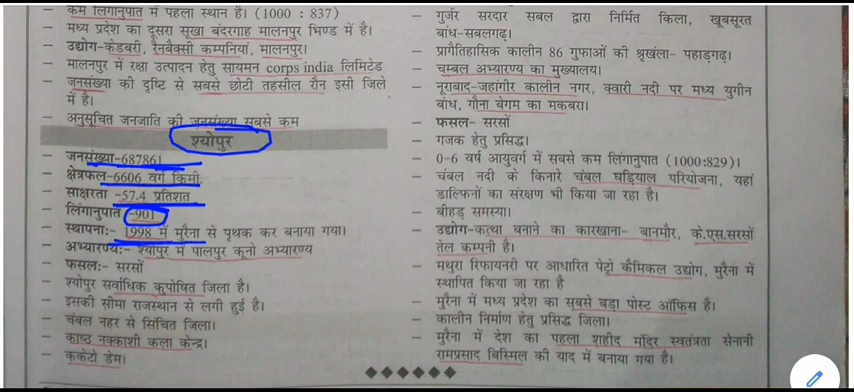 कम लिंगानुपात में पहला स्थान है। (1000 : 837)
मध्य प्रदेश का दूसरा सूखा बंदरगाह मालनपुर भिण्ड में है।
उद्योग-कैडबरी, रैनबैक्सी कम्पनियां, मालनपुर।
मालनपुर में रक्षा उत्पादन हेतु सायमन corps india लिमिटेड
जनसंख्या की दृष्टि से सबसे छोटी तहसील रौन इसी जिले
में है।
अनुसूचित जनजाति की जनसंख्या सबसे कम
श्योपुर
जनसंख्या-687861
क्षेत्रफल-6606 वर्ग किमी.
साक्षरता -57.4 प्रतिशत
लिंगानुपात -901
स्थापनाः- 1998 में मुरैना से पृथक कर बनाया गया।
अभ्यारण्यः- श्योपुर में पालपुर कूनो अभ्यारण्य
फसलः- सरसों
श्योपुर सर्वाधिक कुपोषित जिला है।
इसकी सीमा राजस्थान से लगी हुई है।
चंबल नहर से सिंचित जिला।
काष्ठ नक्काशी कला केन्द्र।
ककेटो डेम।
गुर्जर सरदार सबल द्वारा निर्मित किला, खूबसूरत
बांध-सबलगढ़।
प्रागैतिहासिक कालीन 86 गुफाओं की श्रृखंला- पहाड़गढ़।
चम्बल अभ्यारण्य का मुख्यालय।
नूराबाद-जहांगीर कालीन नगर, क्वारी नदी पर मध्य युगीन
बांध, गौना बेगम का मकबरा।
फसल- सरसों
गजक हेतु प्रसिद्ध।
0-6 वर्ष आयुवर्ग में सबसे कम लिंगानुपात (1000:829)।
चंबल नदी के किनारे चंबल घड़ियाल परियोजना, यहां
डाल्फिनों का संरक्षण भी किया जा रहा है।
बीहड़ समस्या।
उद्योग-कत्था बनाने का कारखाना- बानमौर, के.एस.सरसों
तेल कम्पनी है।
मथुरा रिफायनरी पर आधारित पेट्रो कैमिकल उद्योग, मुरैना में
स्थापित किया जा रहा है
मुरैना में मध्य प्रदेश का सबसे बड़ा पोस्ट ऑफिस है।
कालीन निर्माण हेतु प्रसिद्ध जिला।
मुरैना में देश का पहला शहीद मंदिर स्वतंत्रता सेनानी
रामप्रसाद बिस्मिल की याद में बनाया गया है।